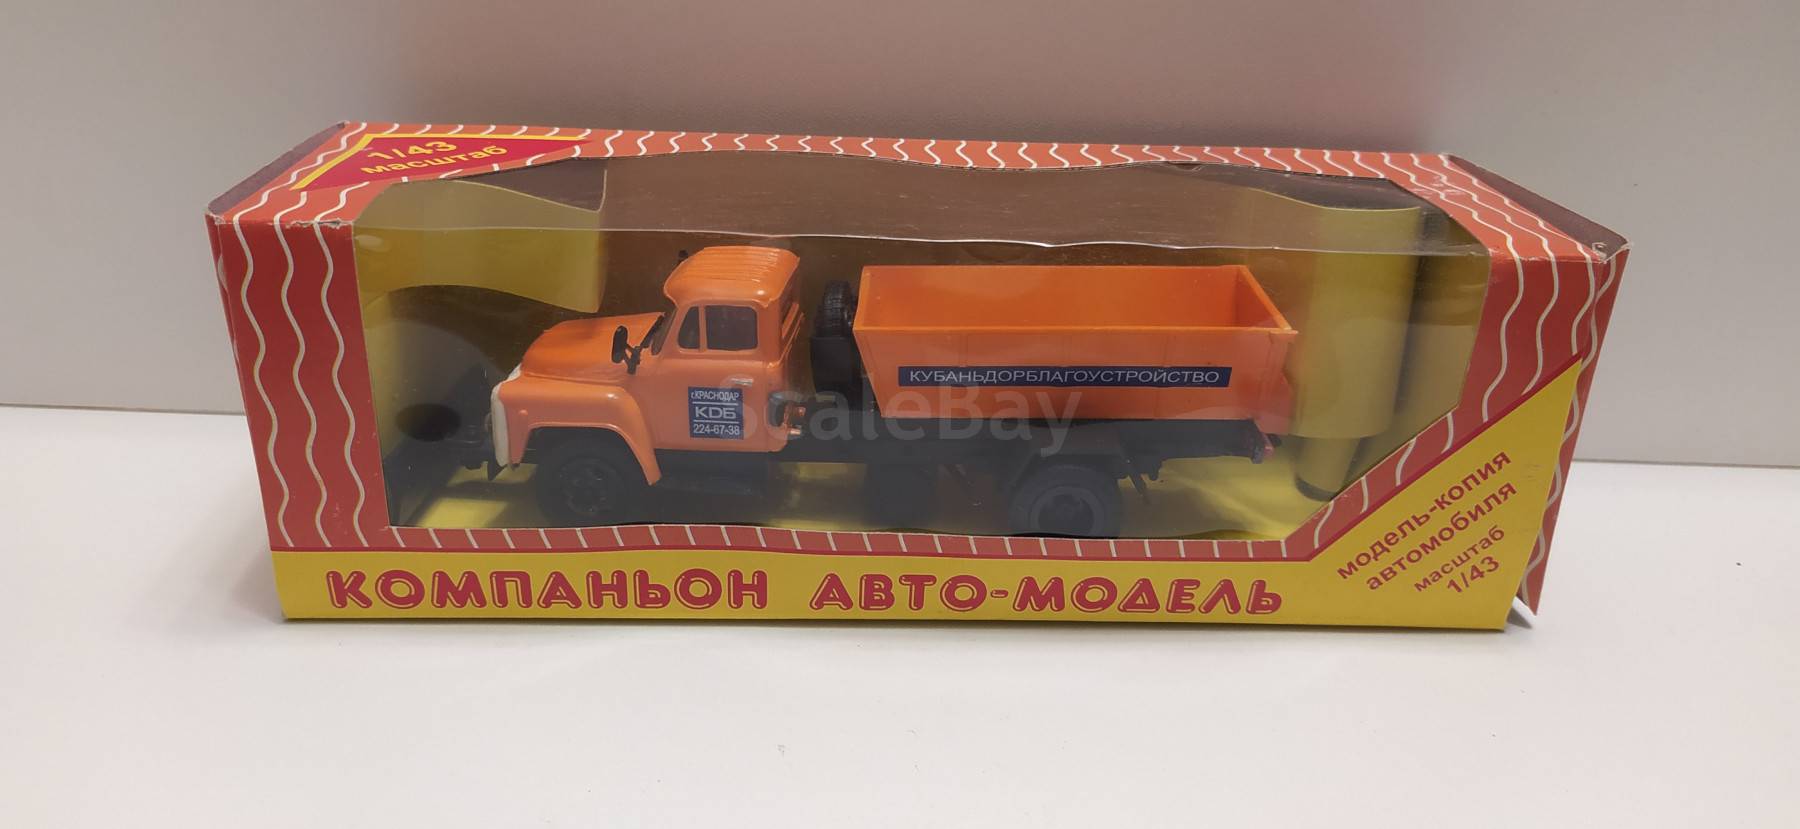 1/43
масштаб
КУБАНЬДОРБЛАГОУСТРОЙСТВО
г.КРАСНОДАР
КДБ
224-67-38
ScaleBay
модель-копия
автомобиля
масштаб
1/43
КОМПАНЬОН АВТО-МОДЕЛЬ